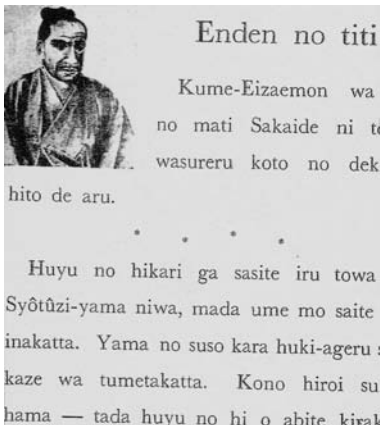 Enden no titi
Kume-Eizaemon wa
no mati Sakaide ni
wasureru koto no
hito de aru.
Huyu no hikari ga sasite iru towa
Syôtûzi-yama niwa, mada ume mo saite
inakatta. Yama no suso kara huki-ageru
kaze wa tumetakatta. Kono hiroi
hama — tada huyu no hi o abite